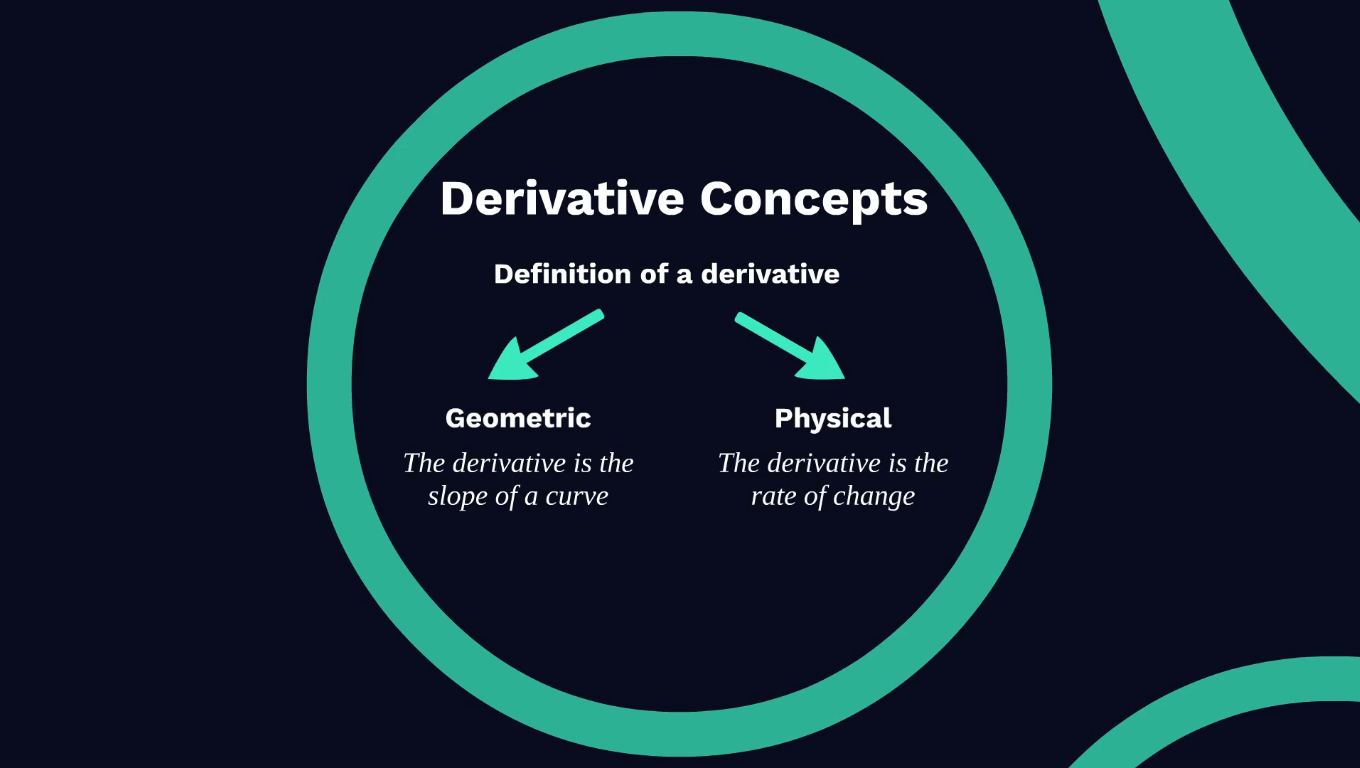 Derivative Concepts
Definition of a derivative
Geometric
The derivative is the
slope of a curve
Physical
The derivative is the
rate of change